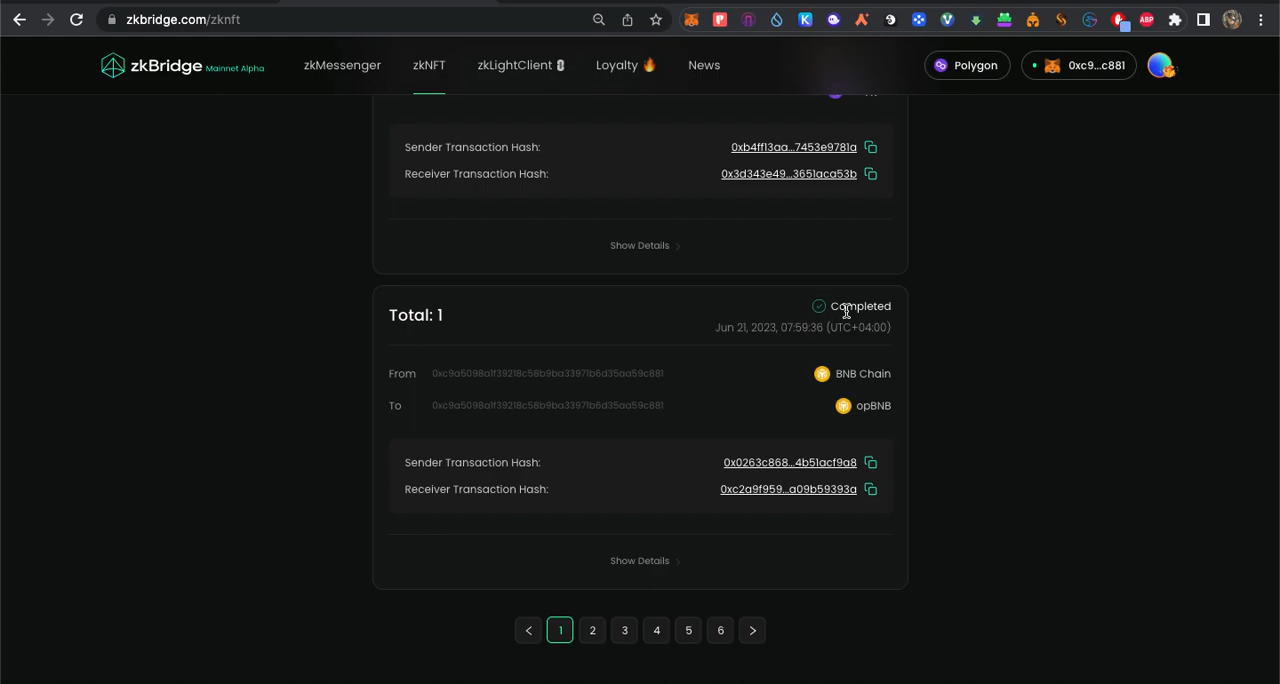 zkbridge.com/zknft
zkBridge Mainnet Alpha
zkMessenger
zkNFT
zkLightClient
Loyalty
News
Polygon
0xc9...c881
Sender Transaction Hash:
0xb4ff13aa...7453e9781a
Receiver Transaction Hash:
0x3d343e49...3651aca53b
Show Details
Total: 1
Completed
Jun 21, 2023, 07:59:36 (UTC+04:00)
From 0xc9a5098a1f39218c58b9ba33971b6d35aa59c881 BNB Chain
To 0xc9a5098a1f39218c58b9ba33971b6d35aa59c881 opBNB
Sender Transaction Hash:
0x0263c868...4b51acf9a8
Receiver Transaction Hash:
0xc2a9f959...a09b59393a
Show Details
< 1 2 3 4 5 6 >